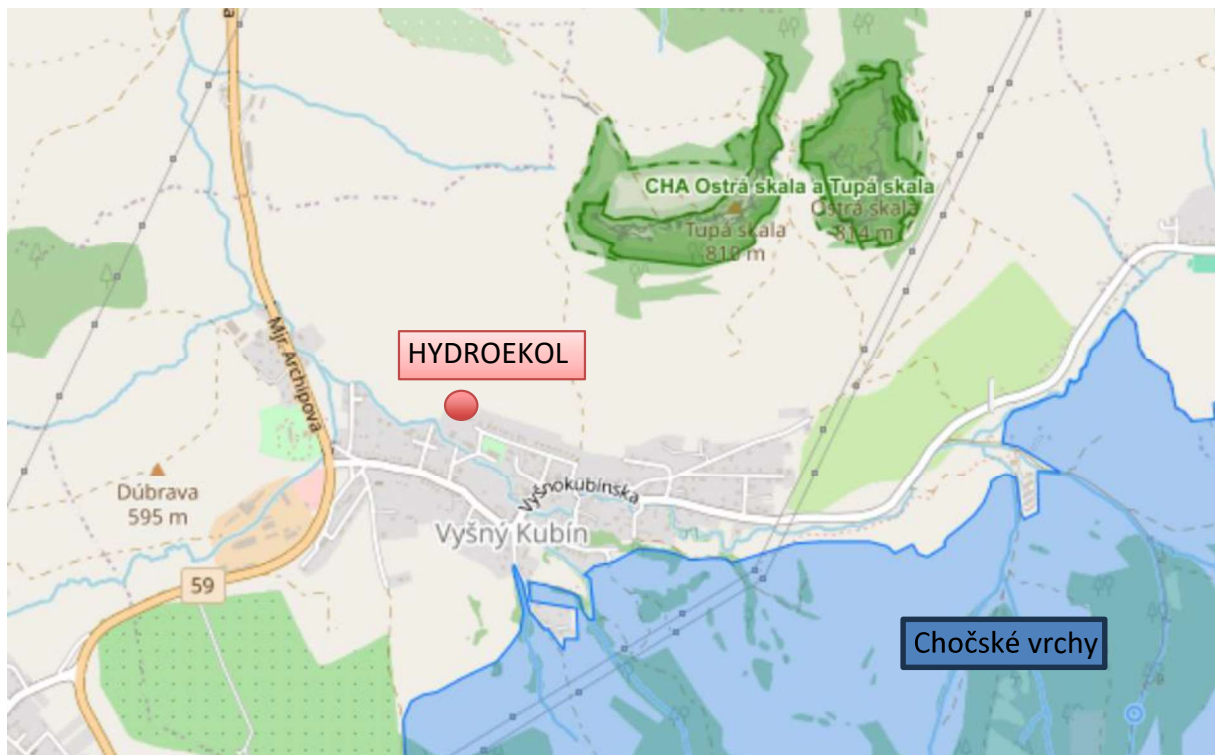 a
CHA Ostrá skala a Tupá skala
Ostrá skala
814 m
Tupá skala
810 m
Mjr. Archipova
HYDROEKOL
Dúbrava
595 m
Vyšnokubínska
Vyšný Kubín
59
Chočské vrchy